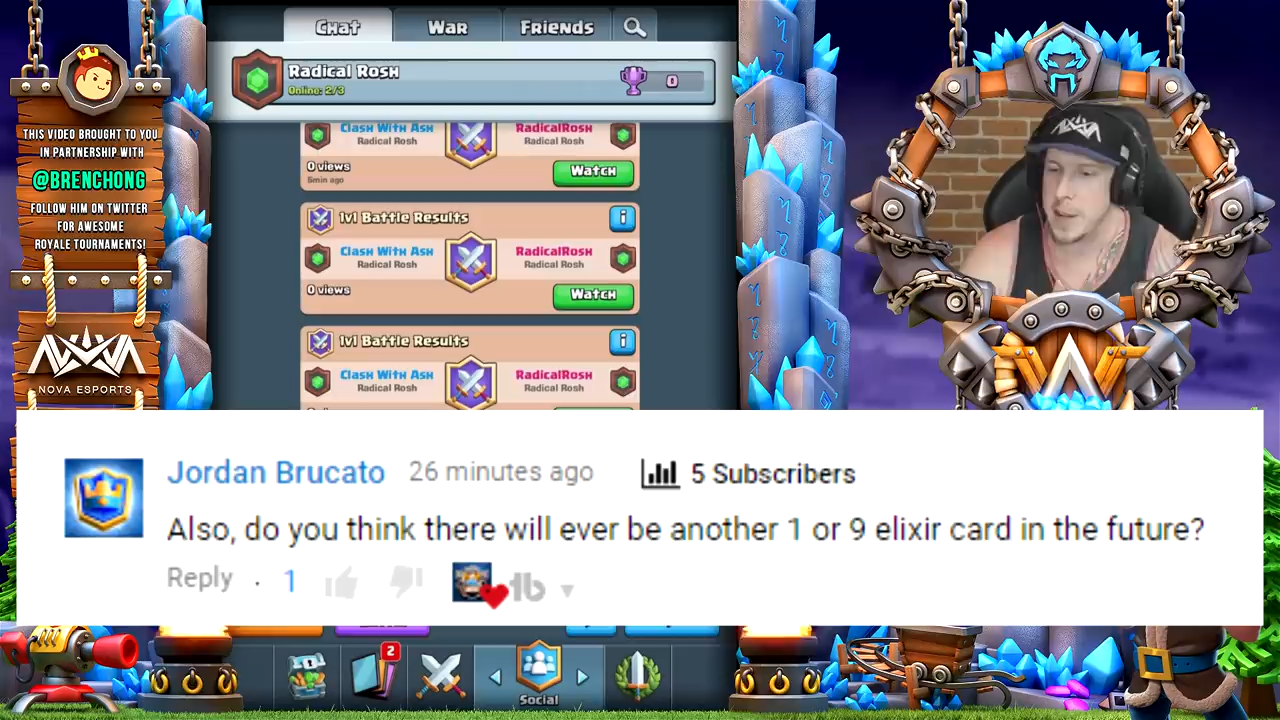 Chat
War
Friends
Radical Rosh
Online: 2/3
0
THIS VIDEO BROUGHT TO YOU
IN PARTNERSHIP WITH
@BRENCHONG
FOLLOW HIM ON TWITTER
FOR AWESOME
ROYALE TOURNAMENTS!
NOVA ESPORTS
Clash With Ash
RadicalRosh
Radical Rosh
Radical Rosh
0 views
5min ago
Watch
1v1 Battle Results
i
Clash With Ash
RadicalRosh
Radical Rosh
Radical Rosh
0 views
Watch
1v1 Battle Results
i
Clash With Ash
RadicalRosh
Radical Rosh
Radical Rosh
Jordan Brucato 26 minutes ago 5 Subscribers
Also, do you think there will ever be another 1 or 9 elixir card in the future?
Reply · 1
2
Social